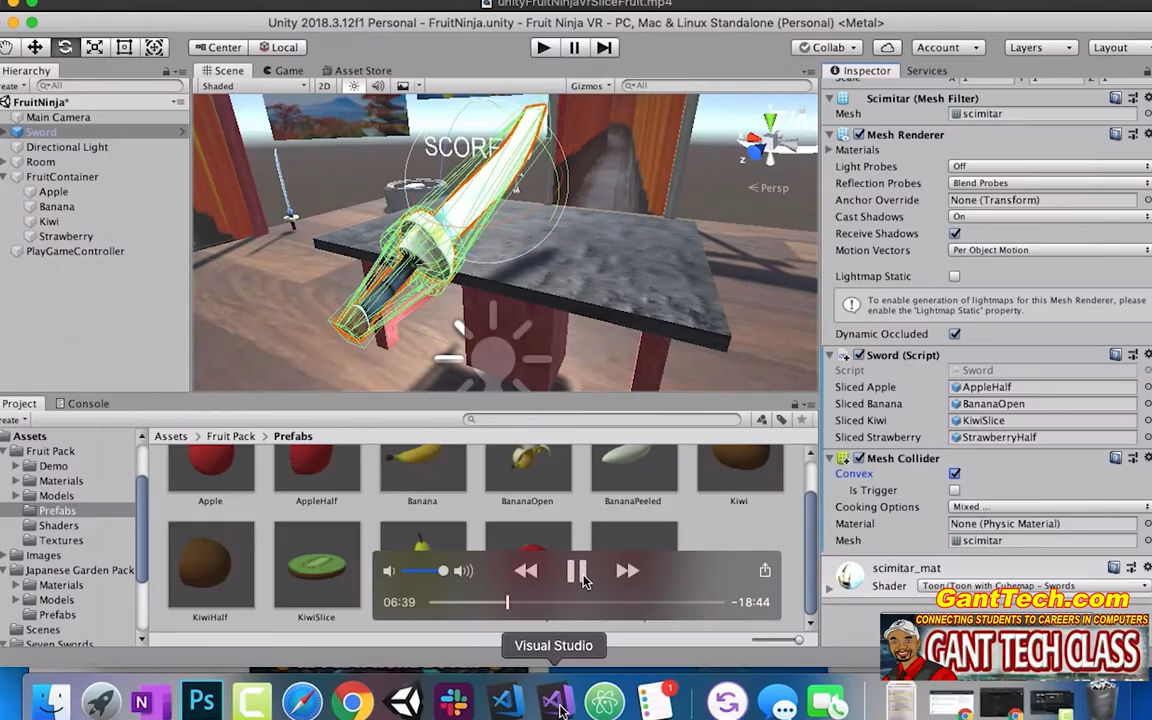 unityFruitNinjaVrSliceFruit.mp4
Unity 2018.3.12f1 Personal - FruitNinja.unity - Fruit Ninja VR - PC, Mac & Linux Standalone (Personal) <Metal>
Center
Local
Collab
Account
Layers
Layout
Hierarchy
Scene
Game
Asset Store
Inspector
Services
All
Shaded
2D
Gizmos
All
FruitNinja*
Main Camera
Sword
Directional Light
Room
FruitContainer
Apple
Banana
Kiwi
Strawberry
PlayGameController
SCORE
z
Persp
Scimitar (Mesh Filter)
Mesh
scimitar
Mesh Renderer
Materials
Light Probes
Off
Reflection Probes
Blend Probes
Anchor Override
None (Transform)
Cast Shadows
On
Receive Shadows
Motion Vectors
Per Object Motion
Lightmap Static
To enable generation of lightmaps for this Mesh Renderer, please
enable the 'Lightmap Static' property.
Dynamic Occluded
Sword (Script)
Script
Sword
Sliced Apple
AppleHalf
Sliced Banana
BananaOpen
Sliced Kiwi
KiwiSlice
Sliced Strawberry
StrawberryHalf
Mesh Collider
Convex
Is Trigger
Cooking Options
Mixed ...
Material
None (Physic Material)
Mesh
scimitar
scimitar_mat
Shader
Toon/Toon with Cubemap - Swords
Project
Console
Assets
Fruit Pack
Demo
Materials
Models
Prefabs
Shaders
Textures
Images
Japanese Garden Pack
Materials
Models
Prefabs
Scenes
Seven Swords
Assets
Fruit Pack
Prefabs
Apple
AppleHalf
Banana
BananaOpen
BananaPeeled
Kiwi
KiwiHalf
KiwiSlice
06:39
-18:44
Visual Studio
GantTech.com
CONNECTING STUDENTS TO CAREERS IN COMPUTERS
GANT TECH CLASS
N
Ps
1